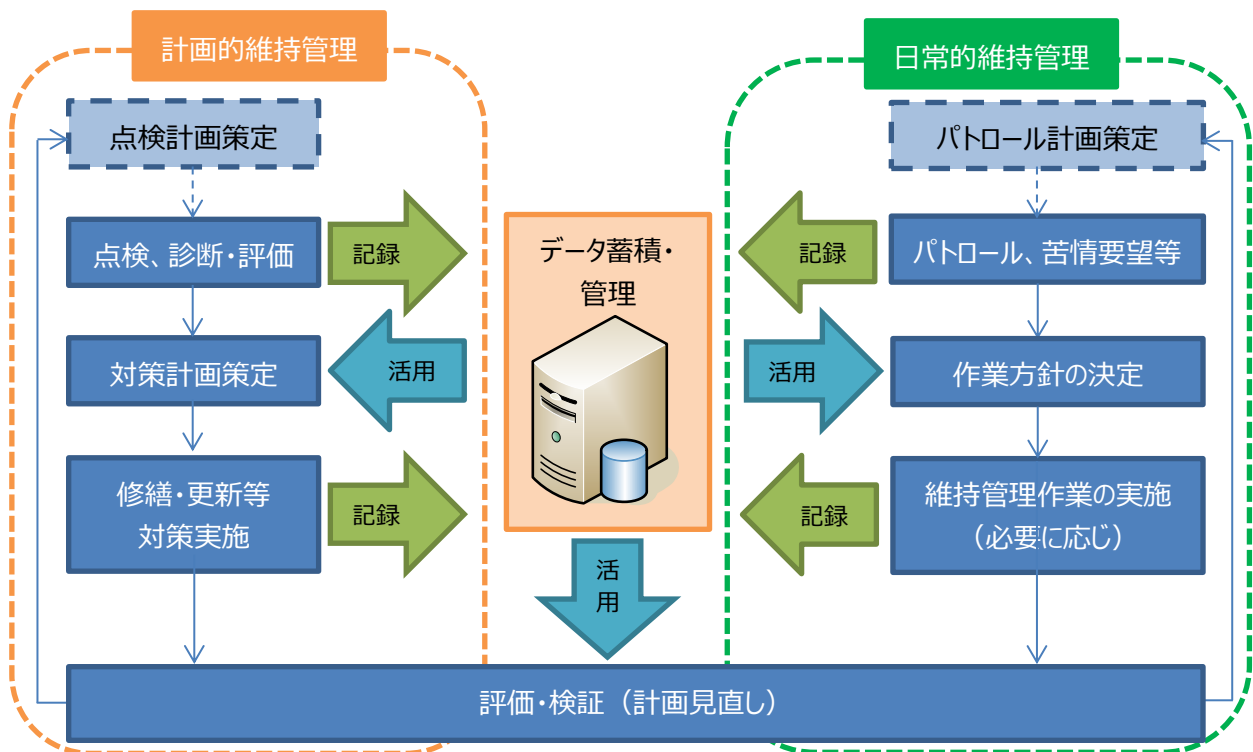 計画的維持管理
点検計画策定
点検、診断・評価
対策計画策定
修繕・更新等
対策実施
記録
活用
記録
データ蓄積・
管理
活
用
日常的維持管理
パトロール計画策定
パトロール、苦情要望等
作業方針の決定
維持管理作業の実施
（必要に応じ）
記録
活用
記録
評価・検証（計画見直し）